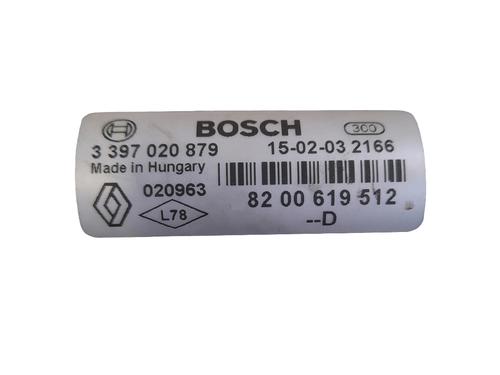 BOSCH 300
3 397 020 879 15-02-03 2166
Made in Hungary
020963
L78 82 00 619 512
--D